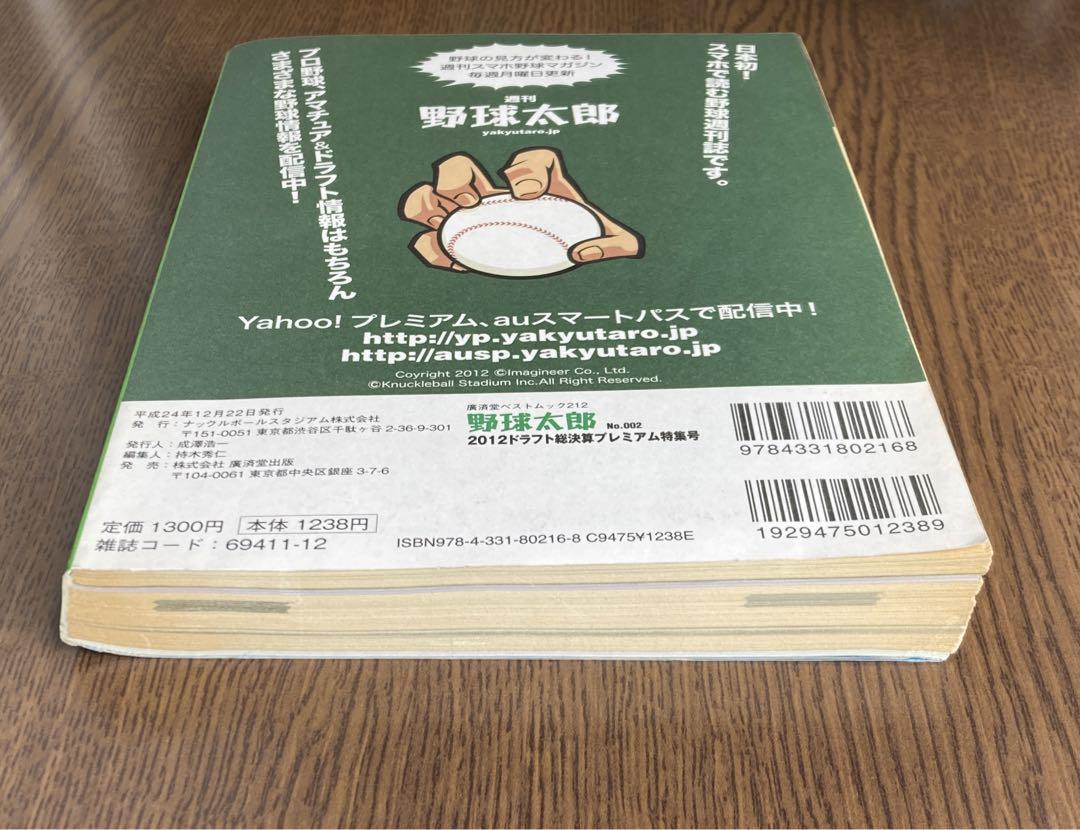 野球の見方が変わる!
週刊スマホ野球マガジン
毎週月曜日更新
週刊
野球太郎
yakyutaro.jp
日本初!
スマホで読む野球週刊誌です。
プロ野球、アマチュア&ドラフト情報はもちろん
さまざまな野球情報を配信中!
Yahoo! プレミアム、auスマートパスで配信中!
http://yp.yakyutaro.jp
http://ausp.yakyutaro.jp
Coyright 2012 ©Imagineer Co., Ltd.
©Knuckleball Stadium Inc.All Right Reserved.
平成24年12月22日発行
発 行:ナックルボールスタジアム株式会社
〒151-0051 東京都渋谷区千駄ヶ谷 2-36-9-301
発行人:成澤浩一
編集人:持木秀仁
発 売:株式会社 廣済堂出版
〒104-0061 東京都中央区銀座 3-7-6
定価 1300円 本体 1238円
雑誌コード:69411-12
廣済堂ベストムック212
野球太郎 No.002
2012ドラフト総決算プレミアム特集号
ISBN978-4-331-80216-8 C9475¥1238E
9784331802168
1929475012389